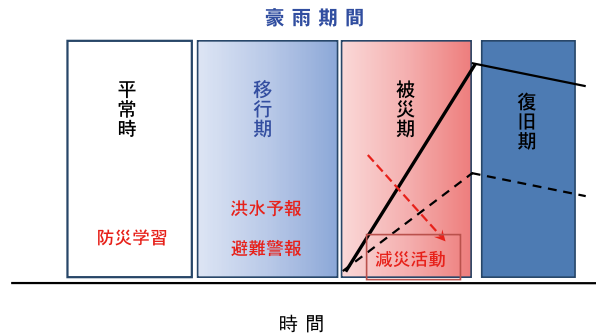 豪雨期間
平常時
移行期
被災期
復旧期
防災学習
洪水予報
避難警報
減災活動
時間